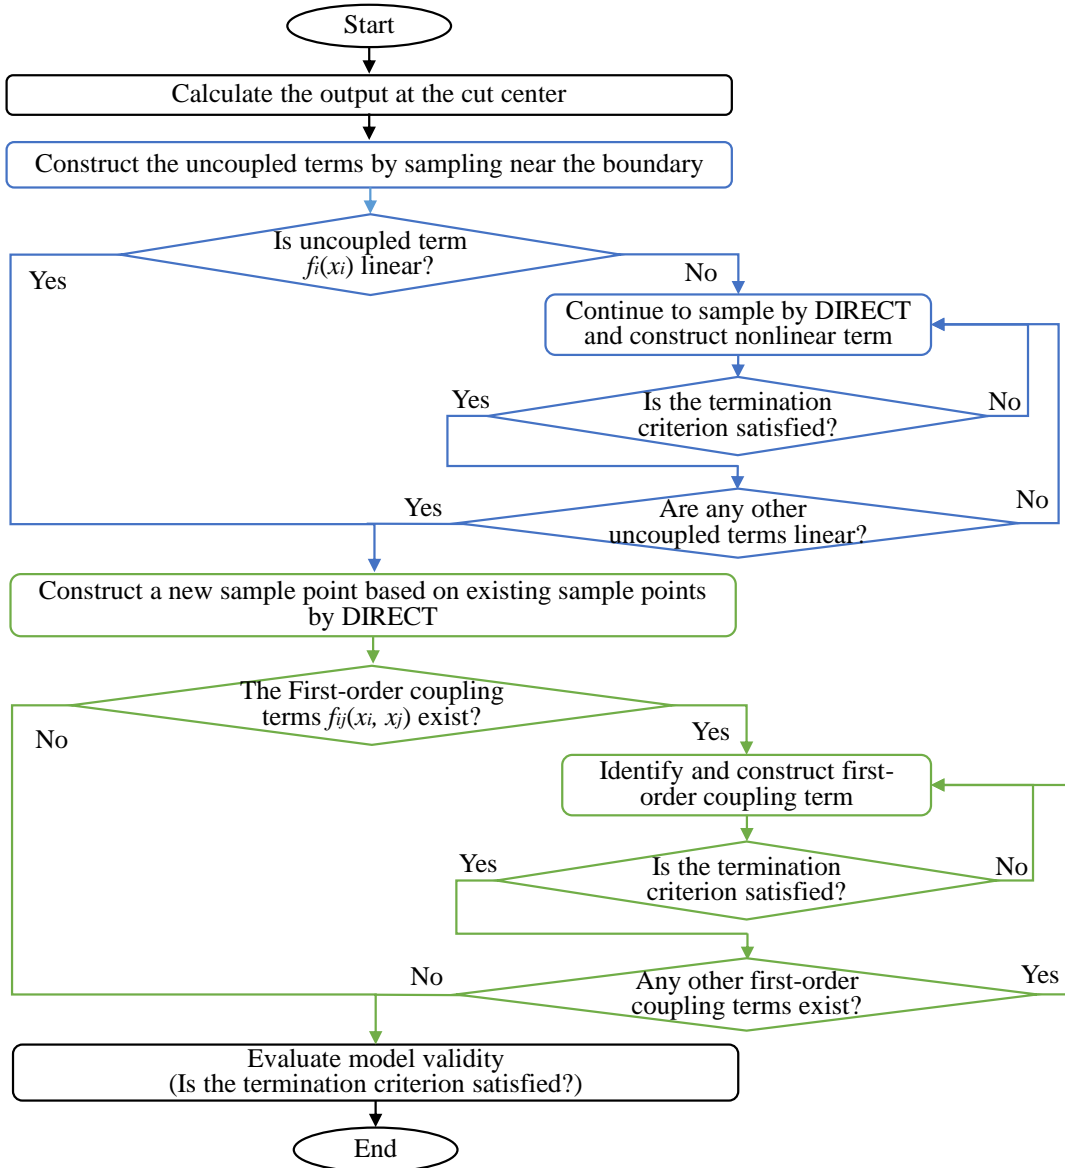 Start
Calculate the output at the cut center
Construct the uncoupled terms by sampling near the boundary
Is uncoupled term
fi(xi) linear?
Yes
No
Continue to sample by DIRECT
and construct nonlinear term
Yes
Is the termination
criterion satisfied?
No
Yes
Are any other
uncoupled terms linear?
No
Construct a new sample point based on existing sample points
by DIRECT
The First-order coupling
terms fij(xi, xj) exist?
No
Yes
Identify and construct first-
order coupling term
Yes
Is the termination
criterion satisfied?
No
No
Any other first-order
coupling terms exist?
Yes
Evaluate model validity
(Is the termination criterion satisfied?)
End